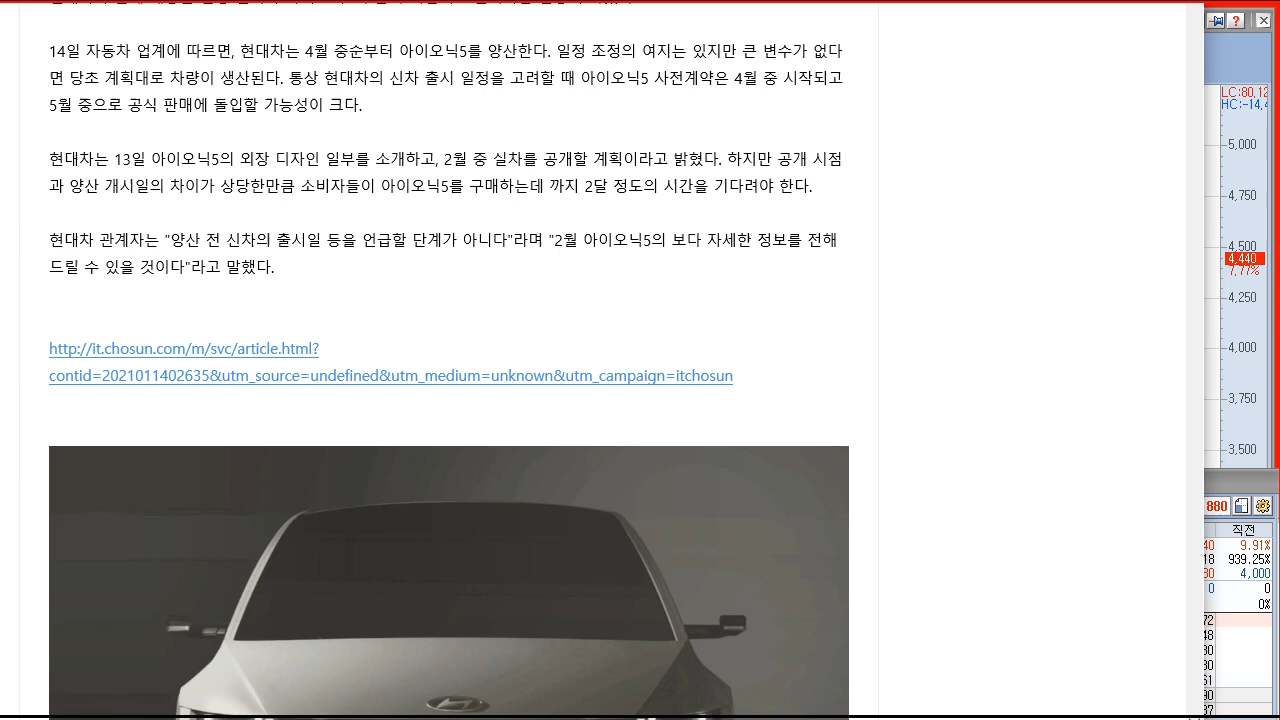 14일 자동차 업계에 따르면, 현대차는 4월 중순부터 아이오닉5를 양산한다. 일정 조정의 여지는 있지만 큰 변수가 없다
면 당초 계획대로 차량이 생산된다. 통상 현대차의 신차 출시 일정을 고려할 때 아이오닉5 사전계약은 4월 중 시작되고
5월 중으로 공식 판매에 돌입할 가능성이 크다.
현대차는 13일 아이오닉5의 외장 디자인 일부를 소개하고, 2월 중 실차를 공개할 계획이라고 밝혔다. 하지만 공개 시점
과 양산 개시일의 차이가 상당한만큼 소비자들이 아이오닉5를 구매하는데 까지 2달 정도의 시간을 기다려야 한다.
현대차 관계자는 "양산 전 신차의 출시일 등을 언급할 단계가 아니다"라며 "2월 아이오닉5의 보다 자세한 정보를 전해
드릴 수 있을 것이다"라고 말했다.
http://it.chosun.com/m/svc/article.html?
contid=2021011402635&utm_source=undefined&utm_medium=unknown&utm_campaign=itchosun
LC:80,12
HC:-14,4
5,000
4,750
4,500
4,440
7.77%
4,250
4,000
3,750
3,500
880
직전
40 9.91%
18 939.25%
80 4,000
0 0
0%
72
48
30
30
61
90
37